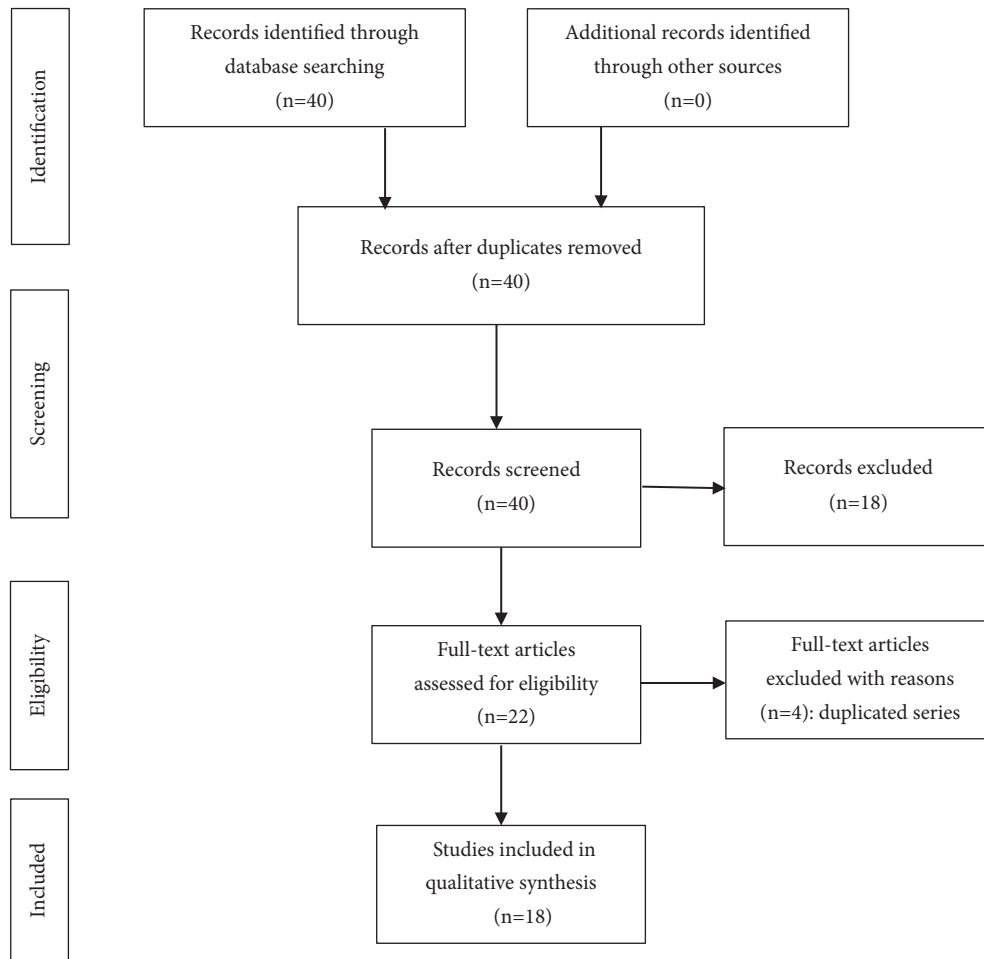 Identification
Records identified through
database searching
(n=40)
Additional records identified
through other sources
(n=0)
Records after duplicates removed
(n=40)
Screening
Records screened
(n=40)
Records excluded
(n=18)
Eligibility
Full-text articles
assessed for eligibility
(n=22)
Full-text articles
excluded with reasons
(n=4): duplicated series
Included
Studies included in
qualitative synthesis
(n=18)